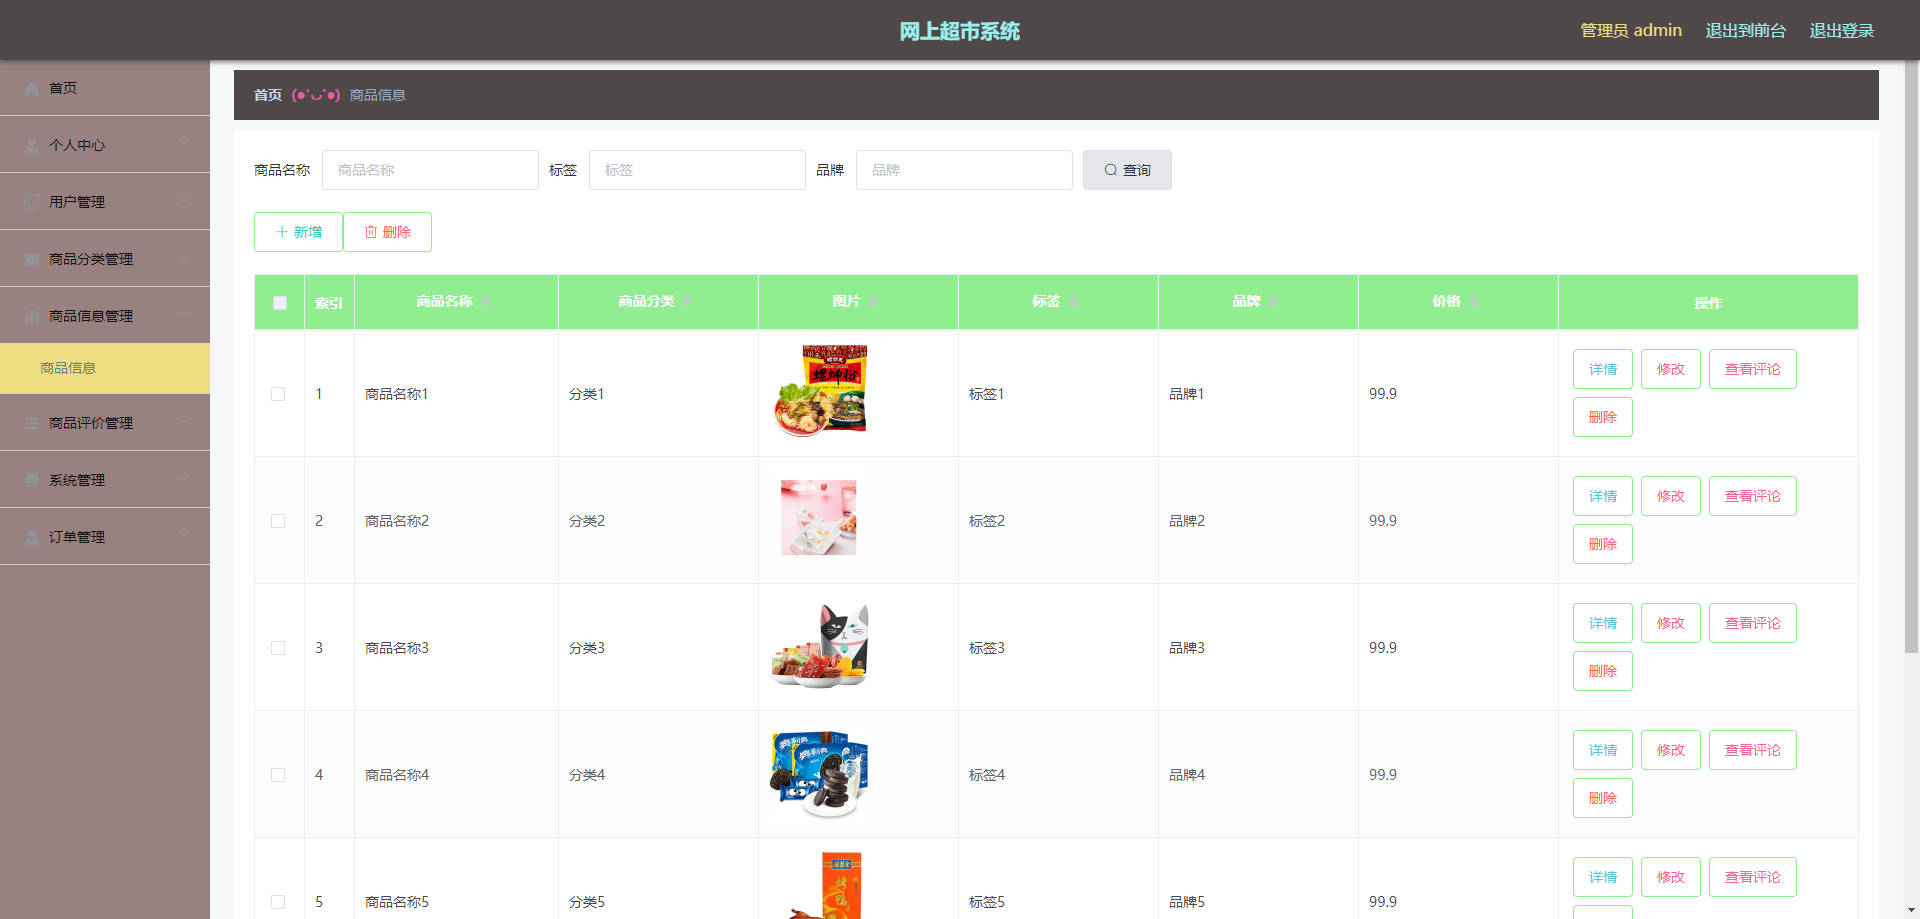 网上超市系统
管理员 admin 退出到前台 退出登录
首页
个人中心
用户管理
商品分类管理
商品信息管理
商品信息
商品评价管理
系统管理
订单管理
首页 (●'◡'●) 商品信息
商品名称 商品名称 标签 标签 品牌 品牌 查询
新增 删除
索引 商品名称 商品分类 图片 标签 品牌 价格 操作
1 商品名称1 分类1 螺蛳粉 标签1 品牌1 99.9 详情 修改 查看评论
删除
2 商品名称2 分类2 标签2 品牌2 99.9 详情 修改 查看评论
删除
3 商品名称3 分类3 标签3 品牌3 99.9 详情 修改 查看评论
删除
4 商品名称4 分类4 奥利奥 奥利奥 标签4 品牌4 99.9 详情 修改 查看评论
删除
5 商品名称5 分类5 烤鸭 标签5 品牌5 99.9 详情 修改 查看评论